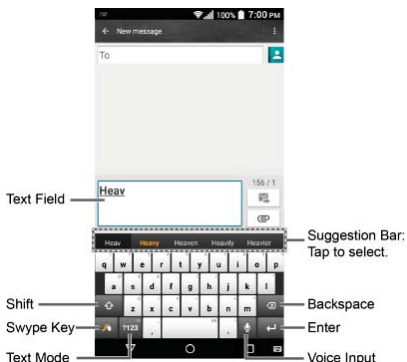 100% 7:00 PM
New message
To
156 / 1
Heav
Text Field
Heav Heavy Heaven Heavily Heavier
Suggestion Bar:
Tap to select.
q w e r t y u i o p
a s d f g h j k l
Shift
z x c v b n m
Backspace
Swype Key
?123 , .
Enter
Text Mode
Voice Input